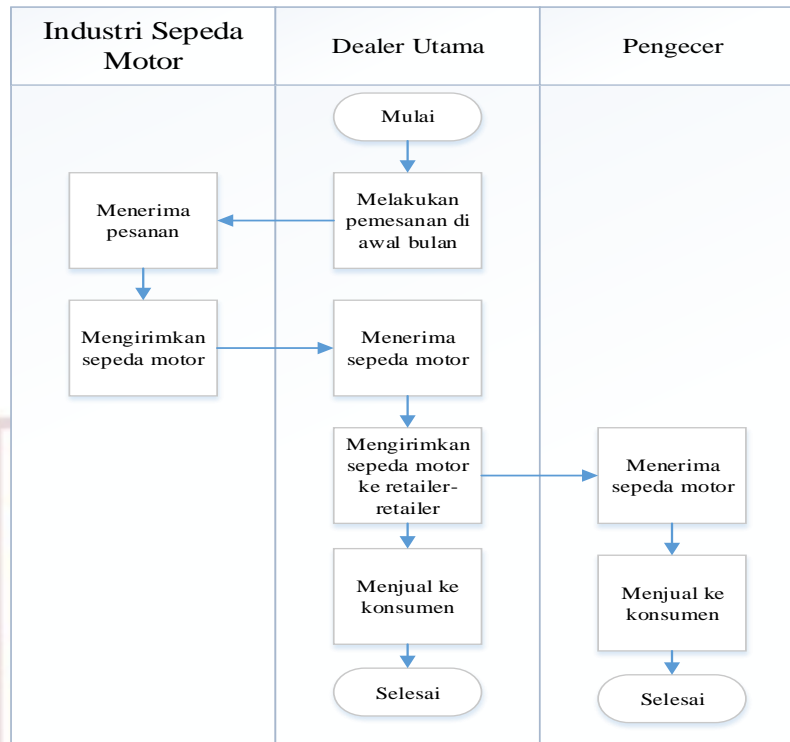 Industri Sepeda
Motor
Dealer Utama
Pengecer
Mulai
Melakukan
pemesanan di
awal bulan
Menerima
pesanan
Mengirimkan
sepeda motor
Menerima
sepeda motor
Mengirimkan
sepeda motor
ke retailer-
retailer
Menerima
sepeda motor
Menjual ke
konsumen
Menjual ke
konsumen
Selesai
Selesai